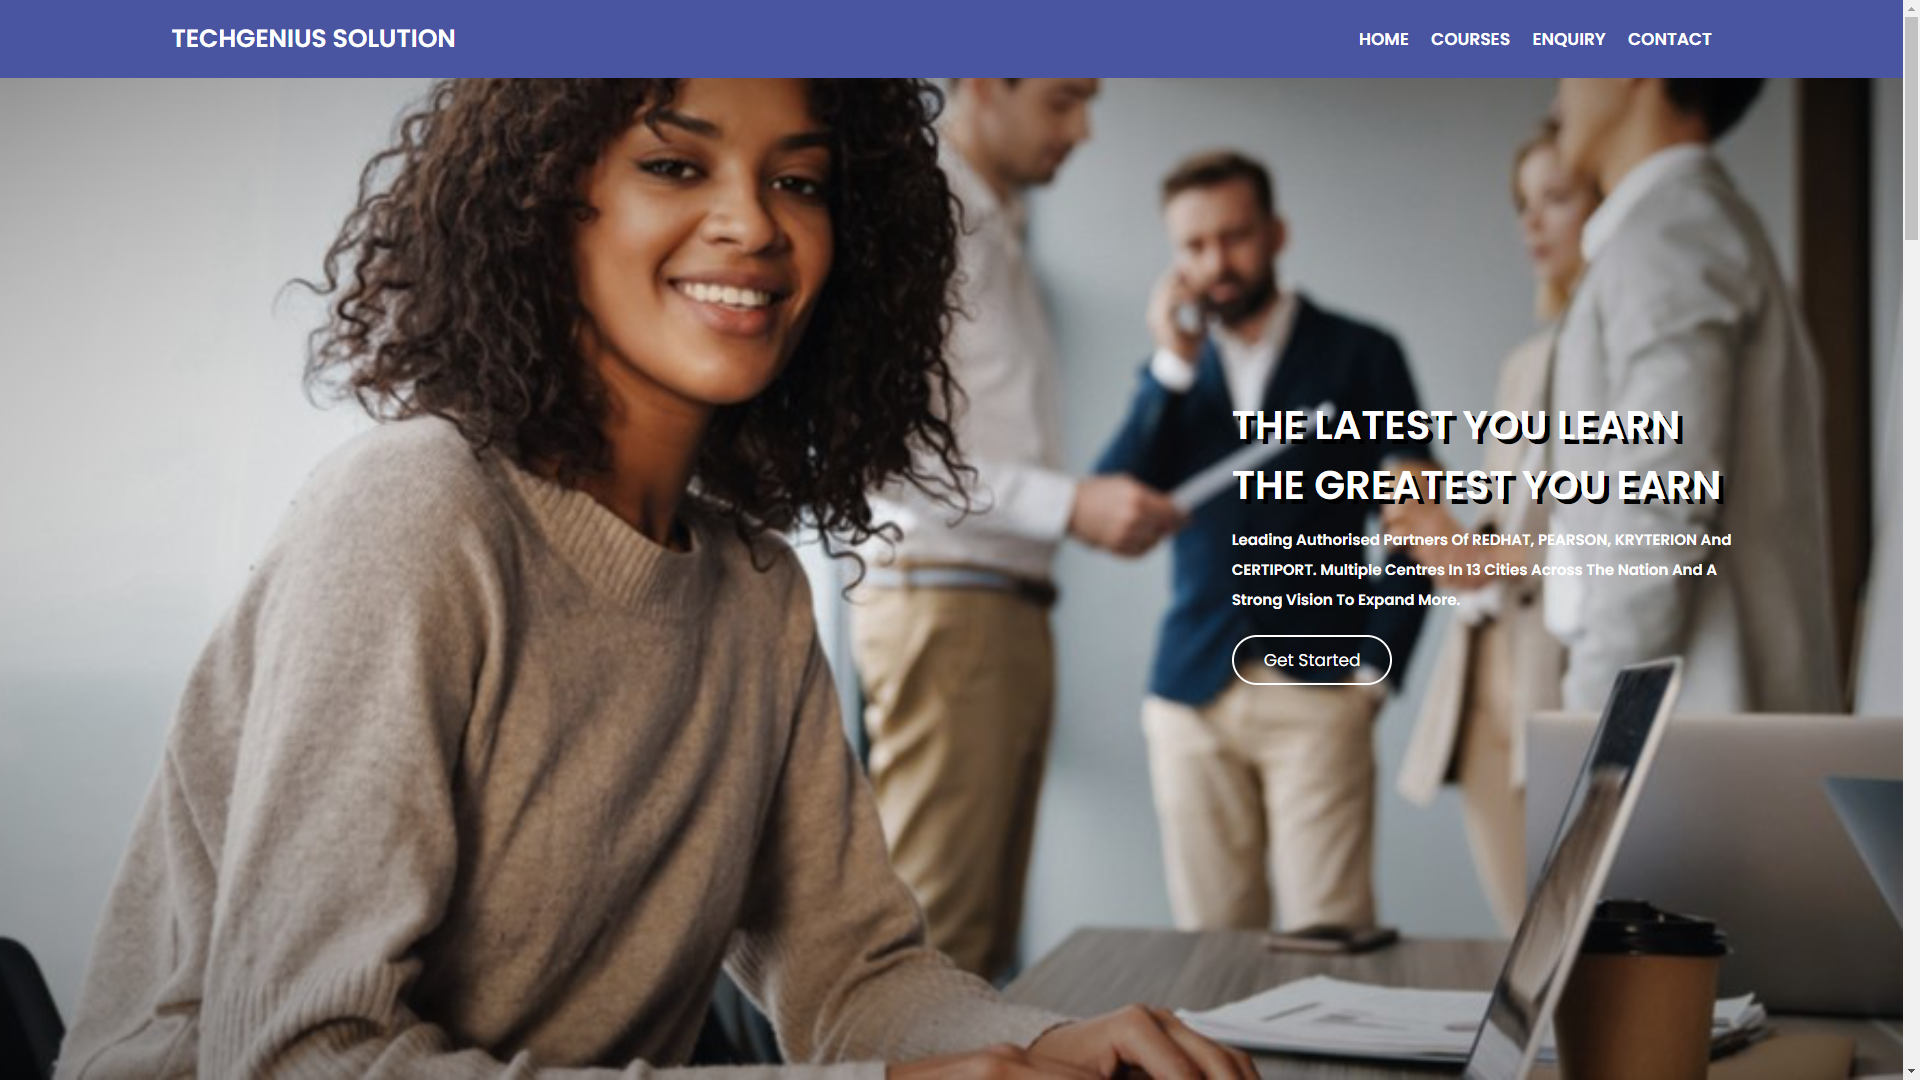 TECHGENIUS SOLUTION
HOME COURSES ENQUIRY CONTACT
THE LATEST YOU LEARN
THE GREATEST YOU EARN
Leading Authorised Partners Of REDHAT, PEARSON, KRYTERION And
CERTIPORT. Multiple Centres In 13 Cities Across The Nation And A
Strong Vision To Expand More.
Get Started